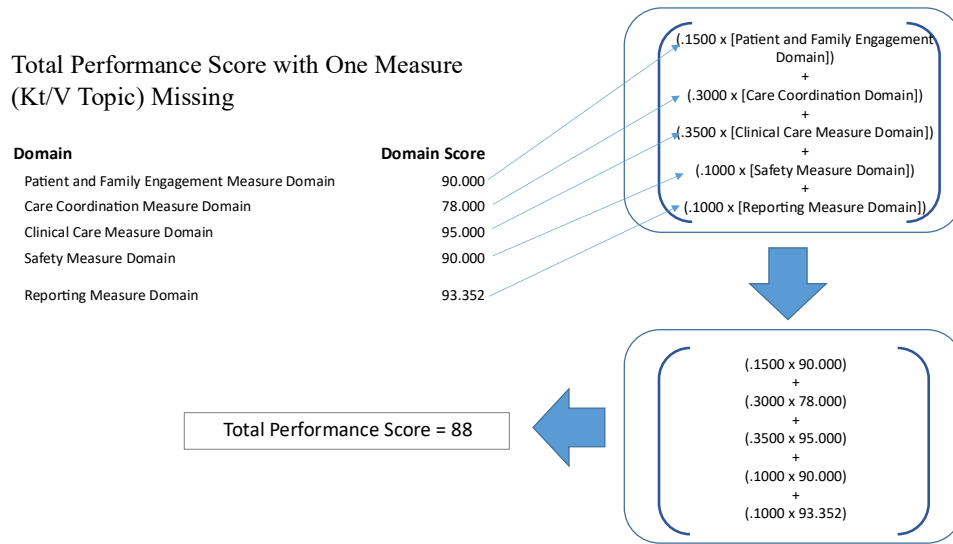 Total Performance Score with One Measure
(Kt/V Topic) Missing
Domain Domain Score
Patient and Family Engagement Measure Domain 90.000
Care Coordination Measure Domain 78.000
Clinical Care Measure Domain 95.000
Safety Measure Domain 90.000
Reporting Measure Domain 93.352
(.1500 x [Patient and Family Engagement
Domain])
+
(.3000 x [Care Coordination Domain])
+
(.3500 x [Clinical Care Measure Domain])
+
(.1000 x [Safety Measure Domain])
+
(.1000 x [Reporting Measure Domain])
(.1500 x 90.000)
+
(.3000 x 78.000)
+
(.3500 x 95.000)
+
(.1000 x 90.000)
+
(.1000 x 93.352)
Total Performance Score = 88